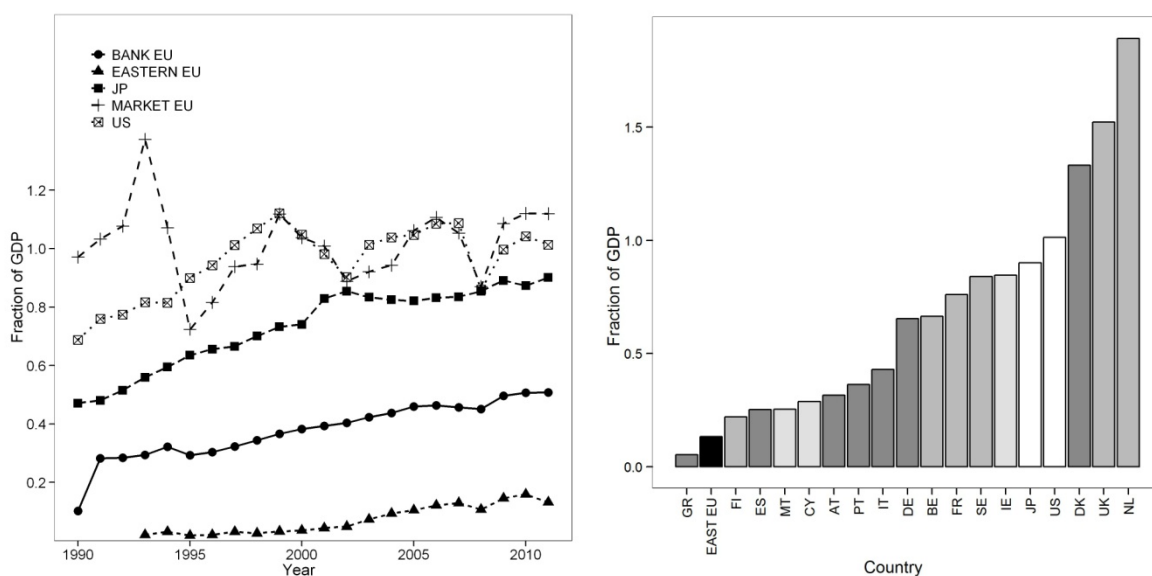 BANK EU
EASTERN EU
JP
MARKET EU
US
Fraction of GDP
1.2
1.0
0.8
0.6
0.4
0.2
1990
1995
2000
2005
2010
Year
Fraction of GDP
1.5
1.0
0.5
0.0
GR
EAST EU
FI
ES
MT
CY
AT
PT
IT
DE
BE
FR
SE
IE
JP
US
DK
UK
NL
Country